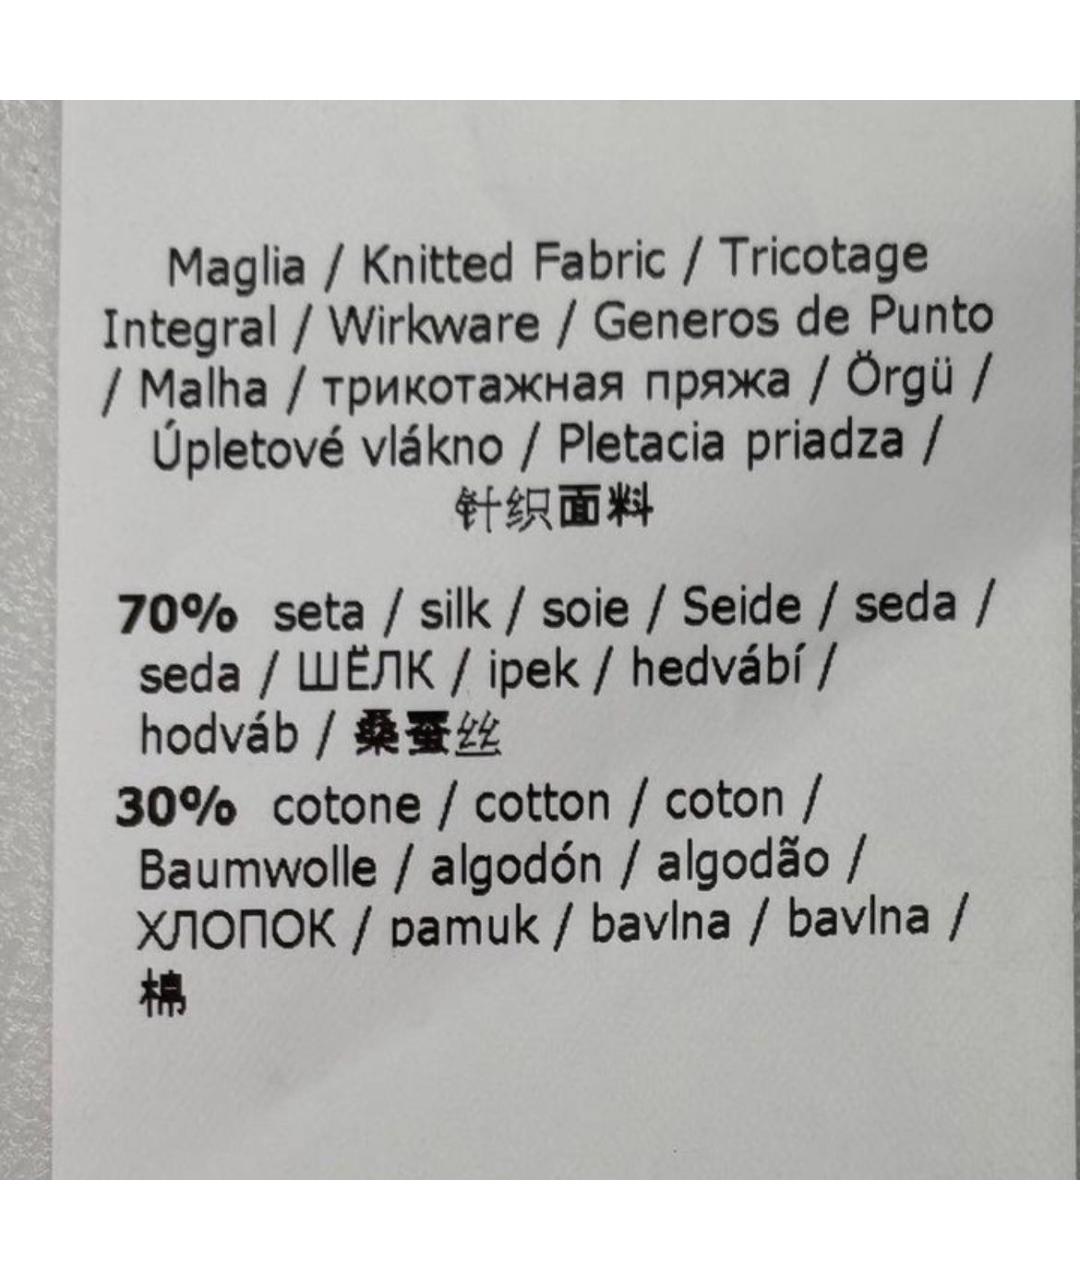 Maglia / Knitted Fabric / Tricotage
Integral / Wirkware / Generos de Punto
/ Malha / трикотажная пряжа / Örgü /
Úpletové vlákno / Pletacia priadza /
针织面料
70% seta / silk / soie / Seide / seda /
seda / ШЁЛК / ipek / hedvábí /
hodváb / 桑蚕丝
30% cotone / cotton / coton /
Baumwolle / algodón / algodão /
ХЛОПОК / pamuk / bavlna / bavlna /
棉